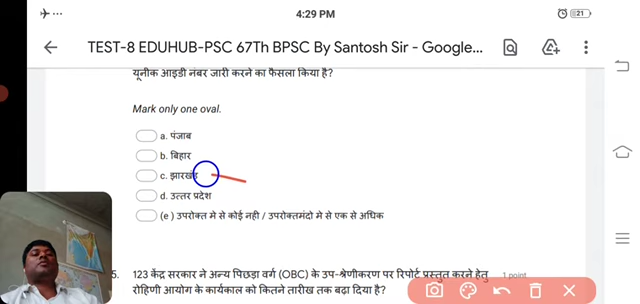 4:29 PM
21
TEST-8 EDUHUB-PSC 67Th BPSC By Santosh Sir - Google...
यूनीक आइडी नंबर जारी करने का फैसला किया है?
Mark only one oval.
a. पंजाब
b. बिहार
c. झारखंड
d. उत्तर प्रदेश
(e ) उपरोक्त मे से कोई नही / उपरोक्तमंदो मे से एक से अधिक
5. 123 केंद्र सरकार ने अन्य पिछड़ा वर्ग (OBC) के उप-श्रेणीकरण पर रिपोर्ट प्रस्तुत करने हेतु 1 point
रोहिणी आयोग के कार्यकाल को कितने तारीख तक बढ़ा दिया है?